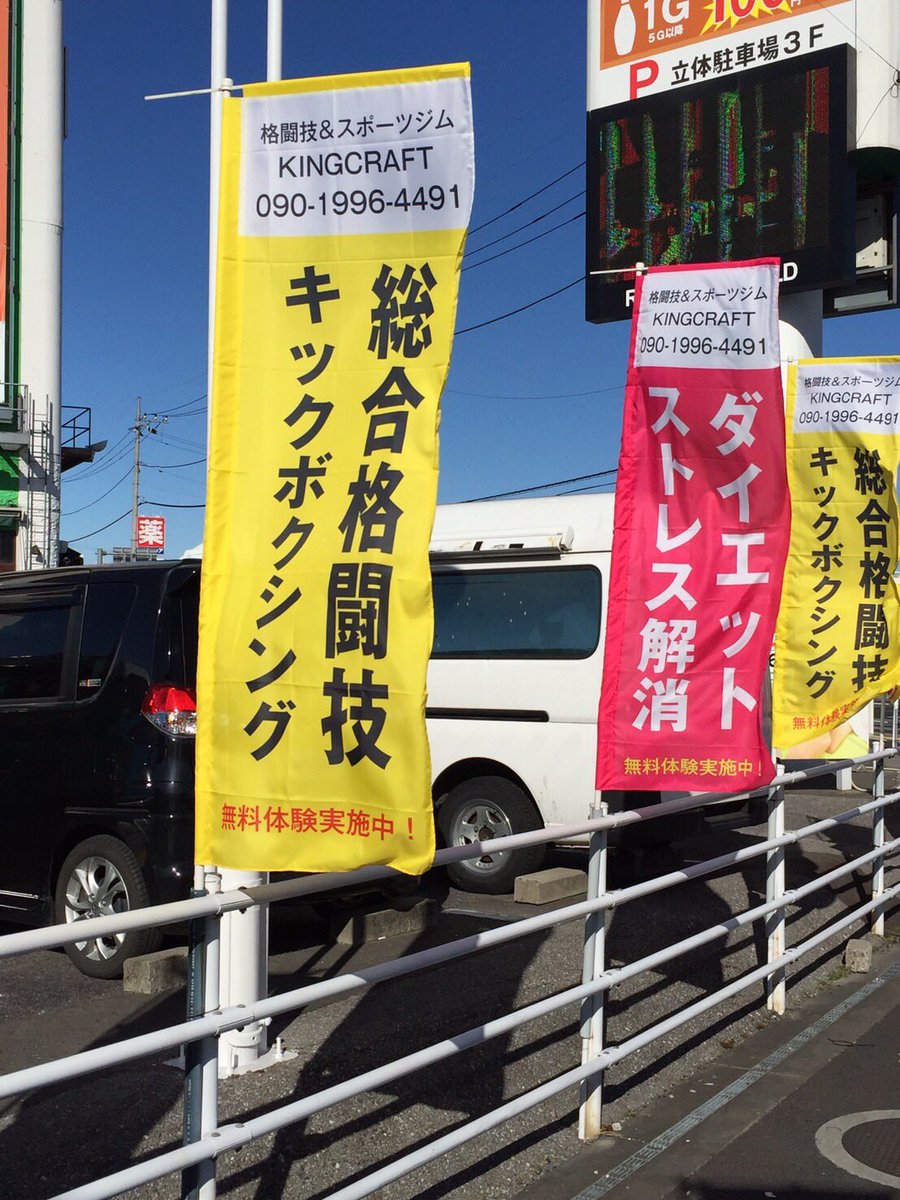 格闘技&スポーツジム
KINGCRAFT
090-1996-4491
総合格闘技
キックボクシング
無料体験実施中！
1G
5G以降
100円
P 立体駐車場3F
格闘技&スポーツジム
KINGCRAFT
090-1996-4491
ダイエット
ストレス解消
無料体験実施中！
格闘技&スポーツジム
KINGCRAFT
090-1996-4491
総合格闘技
キックボクシング
無料体験実施
薬